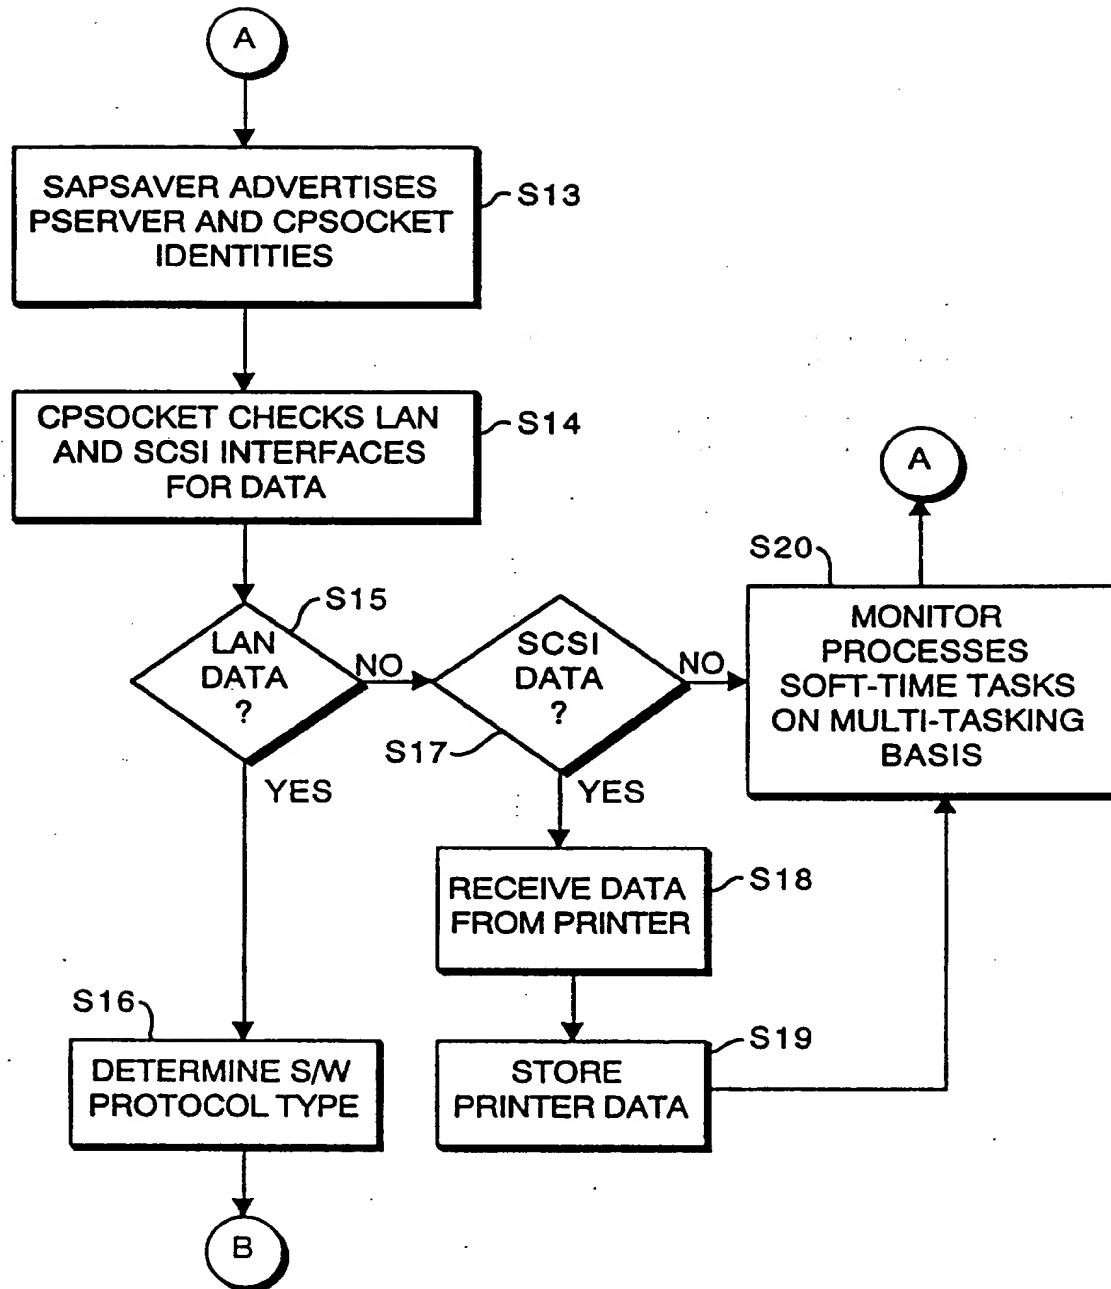 A
SAPSAVER ADVERTISES
PSERVER AND CPSOCKET
IDENTITIES
S13
CPSOCKET CHECKS LAN
AND SCSI INTERFACES
FOR DATA
S14
A
S20
MONITOR
PROCESSES
SOFT-TIME TASKS
ON MULTI-TASKING
BASIS
S15
LAN
DATA
?
NO
YES
SCSI
DATA
?
NO
S17
YES
RECEIVE DATA
FROM PRINTER
S18
S16
DETERMINE S/W
PROTOCOL TYPE
STORE
PRINTER DATA
S19
B